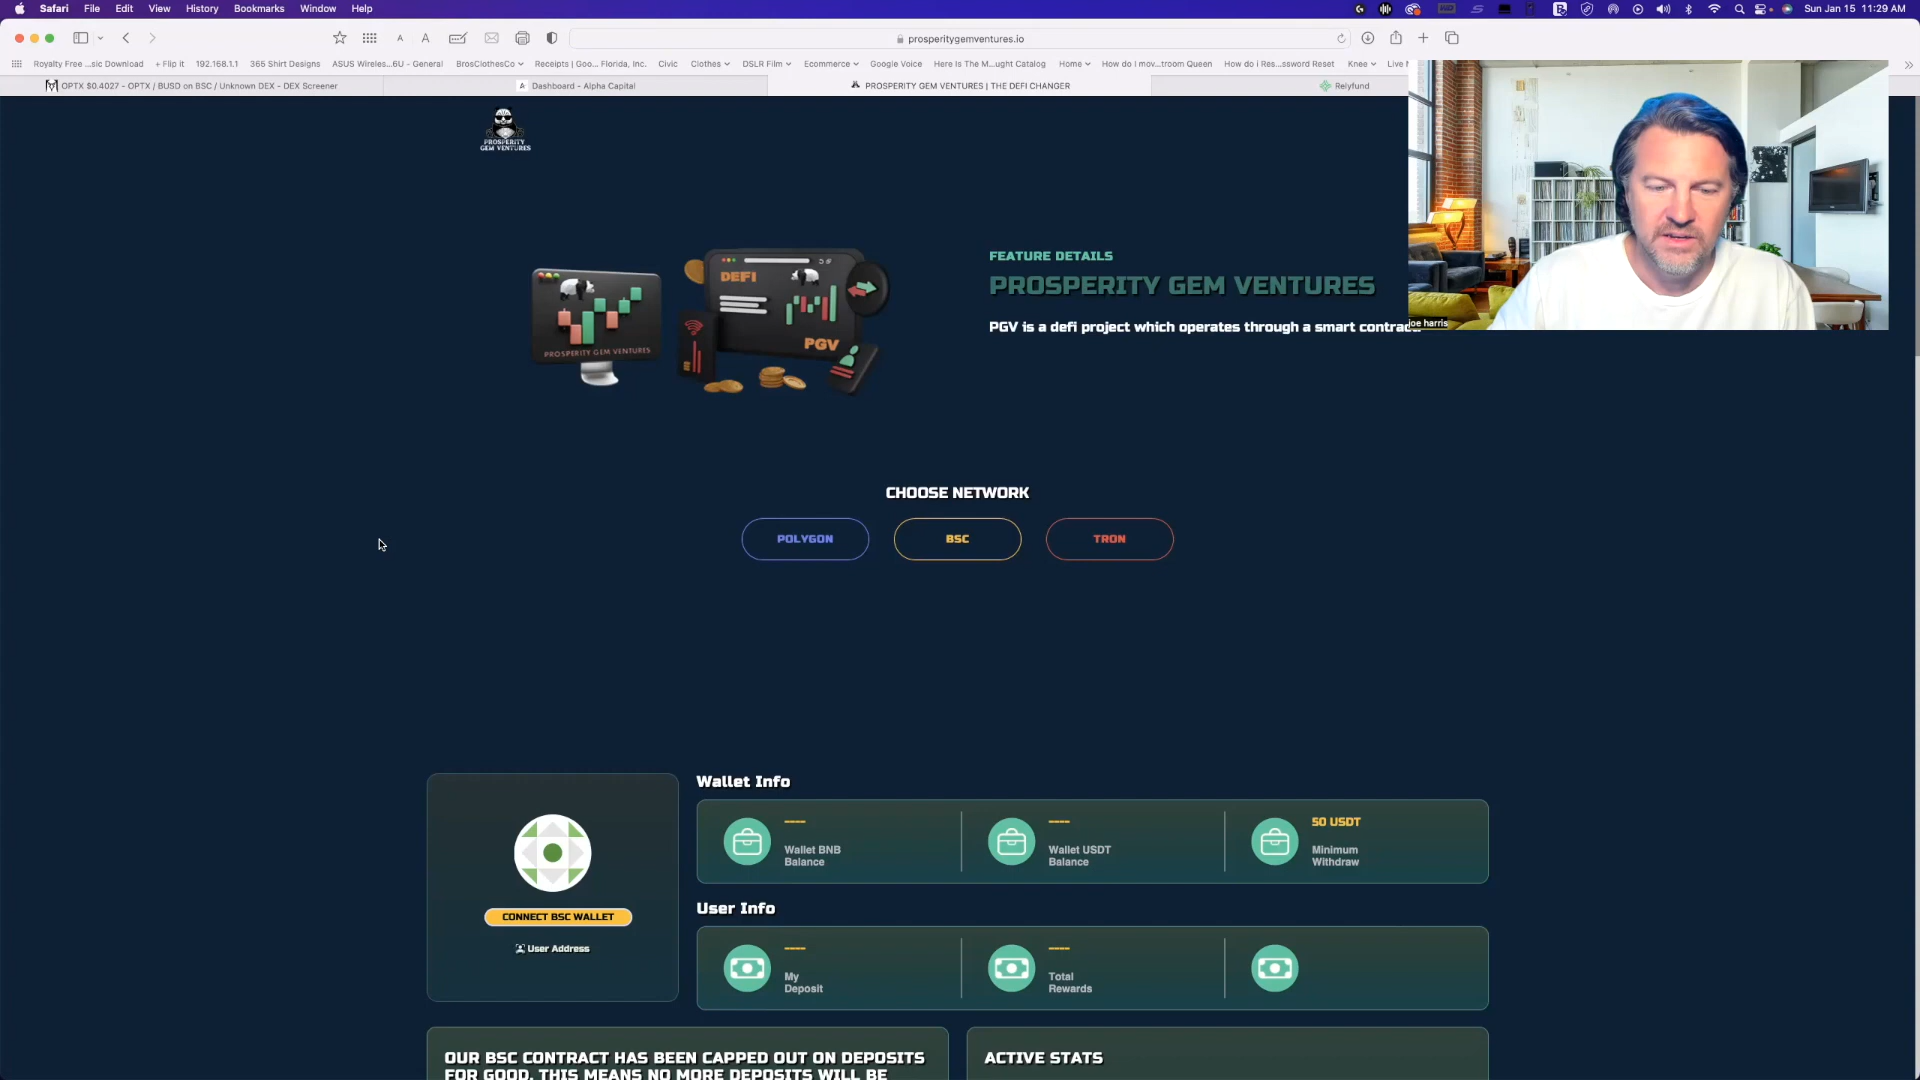 Safari File Edit View History Bookmarks Window Help
Sun Jan 15 11:29 AM
prosperitygemventures.io
Royalty Free ...sic Download + Flip it 192.168.1.1 365 Shirt Designs ASUS Wireles...6U - General BrosClothesCo Receipts | Goo... Florida, Inc. Civic Clothes DSLR Film Ecommerce Google Voice Here Is The M...ught Catalog Home How do I mov...troom Queen How do i Res...ssword Reset Knee Live
OPTX $0.4027 - OPTX / BUSD on BSC / Unknown DEX - DEX Screener
Dashboard - Alpha Capital
PROSPERITY GEM VENTURES | THE DEFI CHANGER
Relyfund
PROSPERITY
GEM VENTURES
DEFI
PGV
PROSPERITY GEM VENTURES
FEATURE DETAILS
PROSPERITY GEM VENTURES
PGV is a defi project which operates through a smart contrac
joe harris
CHOOSE NETWORK
POLYGON
BSC
TRON
CONNECT BSC WALLET
User Address
Wallet Info
----
Wallet BNB
Balance
----
Wallet USDT
Balance
50 USDT
Minimum
Withdraw
User Info
----
My
Deposit
----
Total
Rewards
OUR BSC CONTRACT HAS BEEN CAPPED OUT ON DEPOSITS
FOR GOOD. THIS MEANS NO MORE DEPOSITS WILL BE
ACTIVE STATS